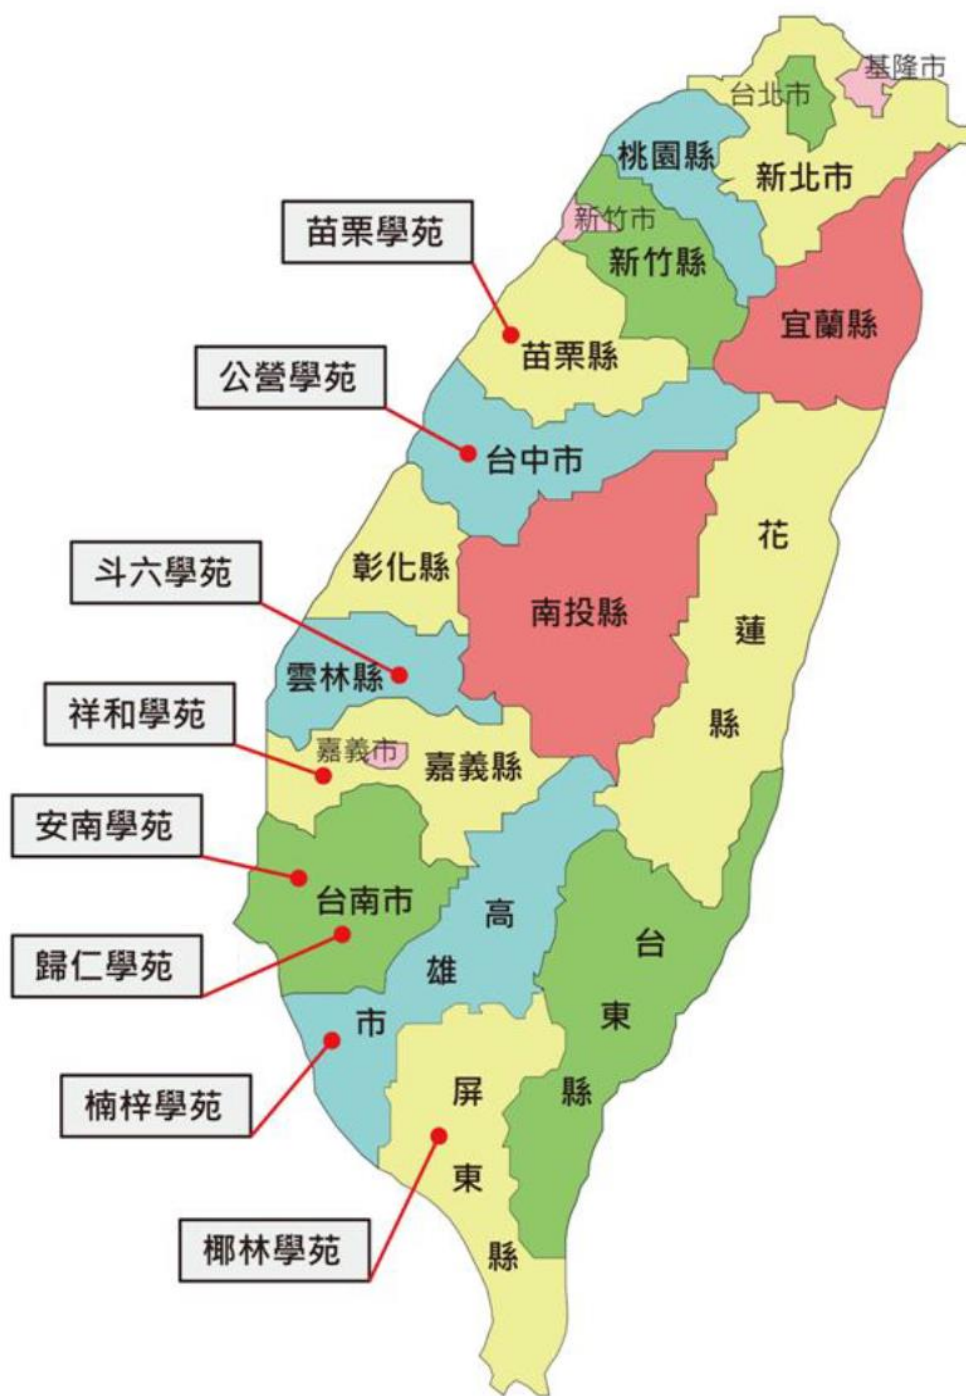 基隆市
台北市
桃園縣
新北市
新竹市
苗栗學苑
新竹縣
宜蘭縣
苗栗縣
公營學苑
台中市
花蓮縣
彰化縣
斗六學苑
南投縣
雲林縣
祥和學苑
嘉義市
嘉義縣
安南學苑
台南市
高雄市
台東縣
歸仁學苑
楠梓學苑
屏東縣
椰林學苑